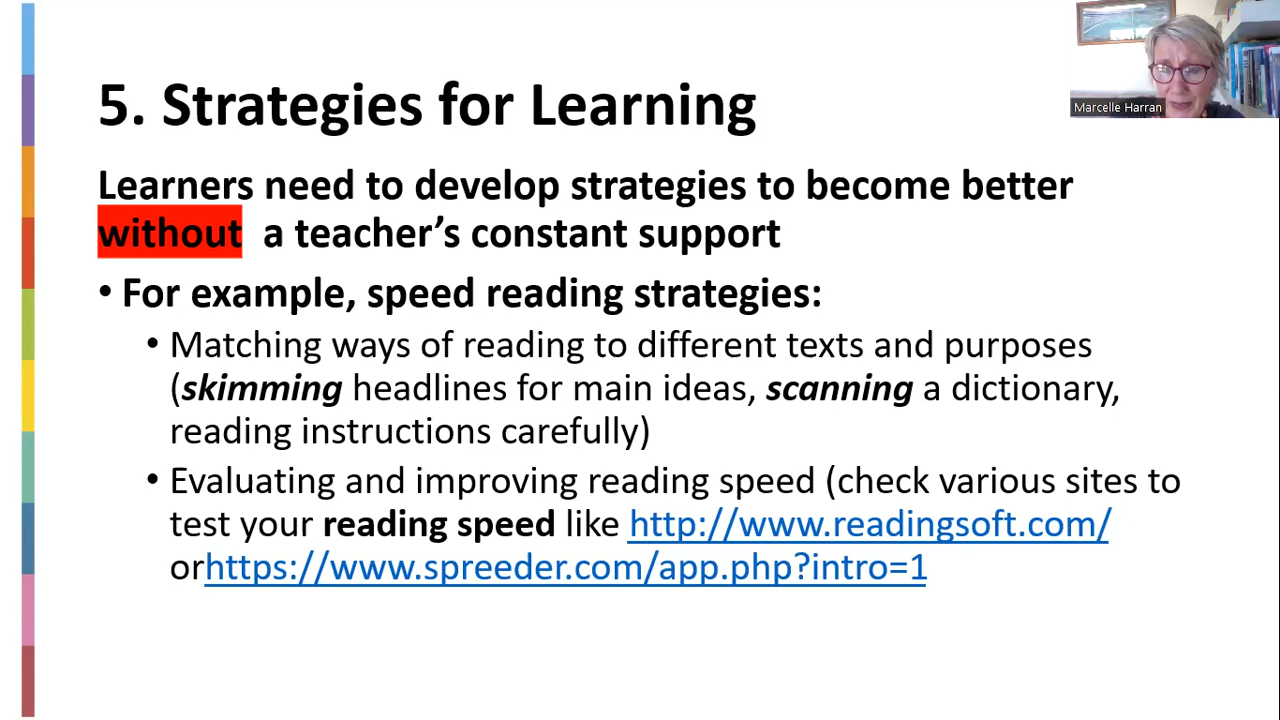 5. Strategies for Learning
Marcelle Harran
Learners need to develop strategies to become better
without a teacher’s constant support
• For example, speed reading strategies:
• Matching ways of reading to different texts and purposes
(skimming headlines for main ideas, scanning a dictionary,
reading instructions carefully)
• Evaluating and improving reading speed (check various sites to
test your reading speed like http://www.readingsoft.com/
orhttps://www.spreeder.com/app.php?intro=1